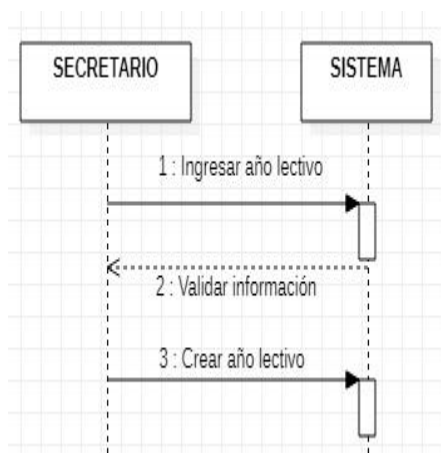 SECRETARIO
SISTEMA
1 : Ingresar año lectivo
2 : Validar información
3 : Crear año lectivo